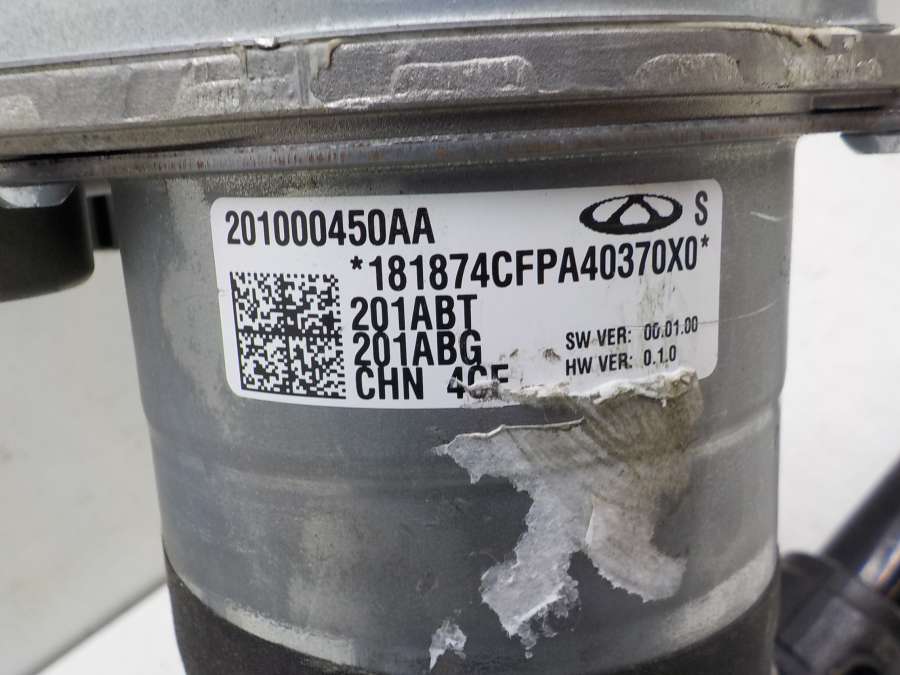 201000450AA S
*181874CFPA40370X0*
201ABT
201ABG
SW VER: 00.01.00
HW VER: 0.1.0
CHN